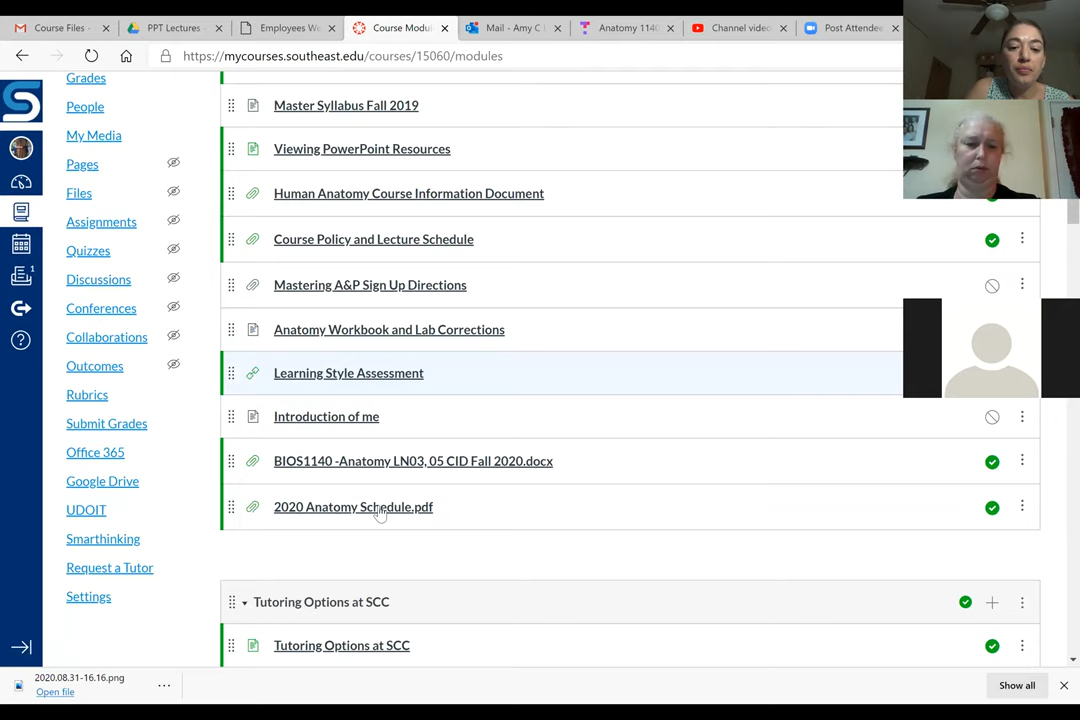 Course Files -
PPT Lectures -
Employees We
Course Modul
Mail - Amy C
Anatomy 1140
Channel video
Post Attendee
https://mycourses.southeast.edu/courses/15060/modules
Grades
People
My Media
Pages
Files
Assignments
Quizzes
Discussions
Conferences
Collaborations
Outcomes
Rubrics
Submit Grades
Office 365
Google Drive
UDOIT
Smarthinking
Request a Tutor
Settings
1
Master Syllabus Fall 2019
Viewing PowerPoint Resources
Human Anatomy Course Information Document
Course Policy and Lecture Schedule
Mastering A&P Sign Up Directions
Anatomy Workbook and Lab Corrections
Learning Style Assessment
Introduction of me
BIOS1140 -Anatomy LN03, 05 CID Fall 2020.docx
2020 Anatomy Schedule.pdf
Tutoring Options at SCC
Tutoring Options at SCC
2020.08.31-16.16.png
Open file
Show all